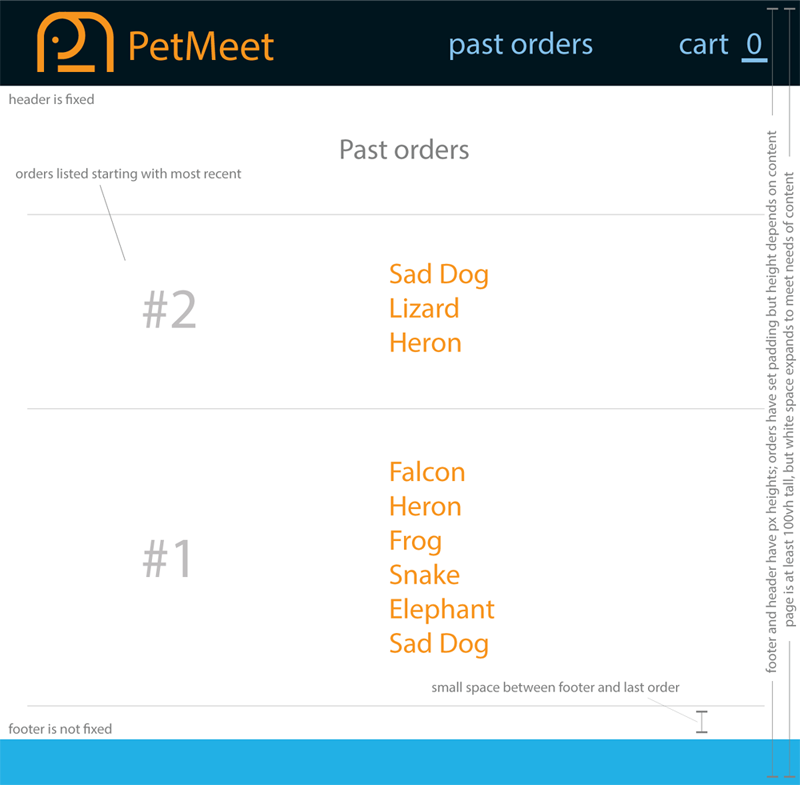 PetMeet
past orders
cart 0
header is fixed
Past orders
orders listed starting with most recent
#2
Sad Dog
Lizard
Heron
#1
Falcon
Heron
Frog
Snake
Elephant
Sad Dog
small space between footer and last order
footer is not fixed
footer and header have px heights; orders have set padding but height depends on content
page is at least 100vh tall, but white space expands to meet needs of content